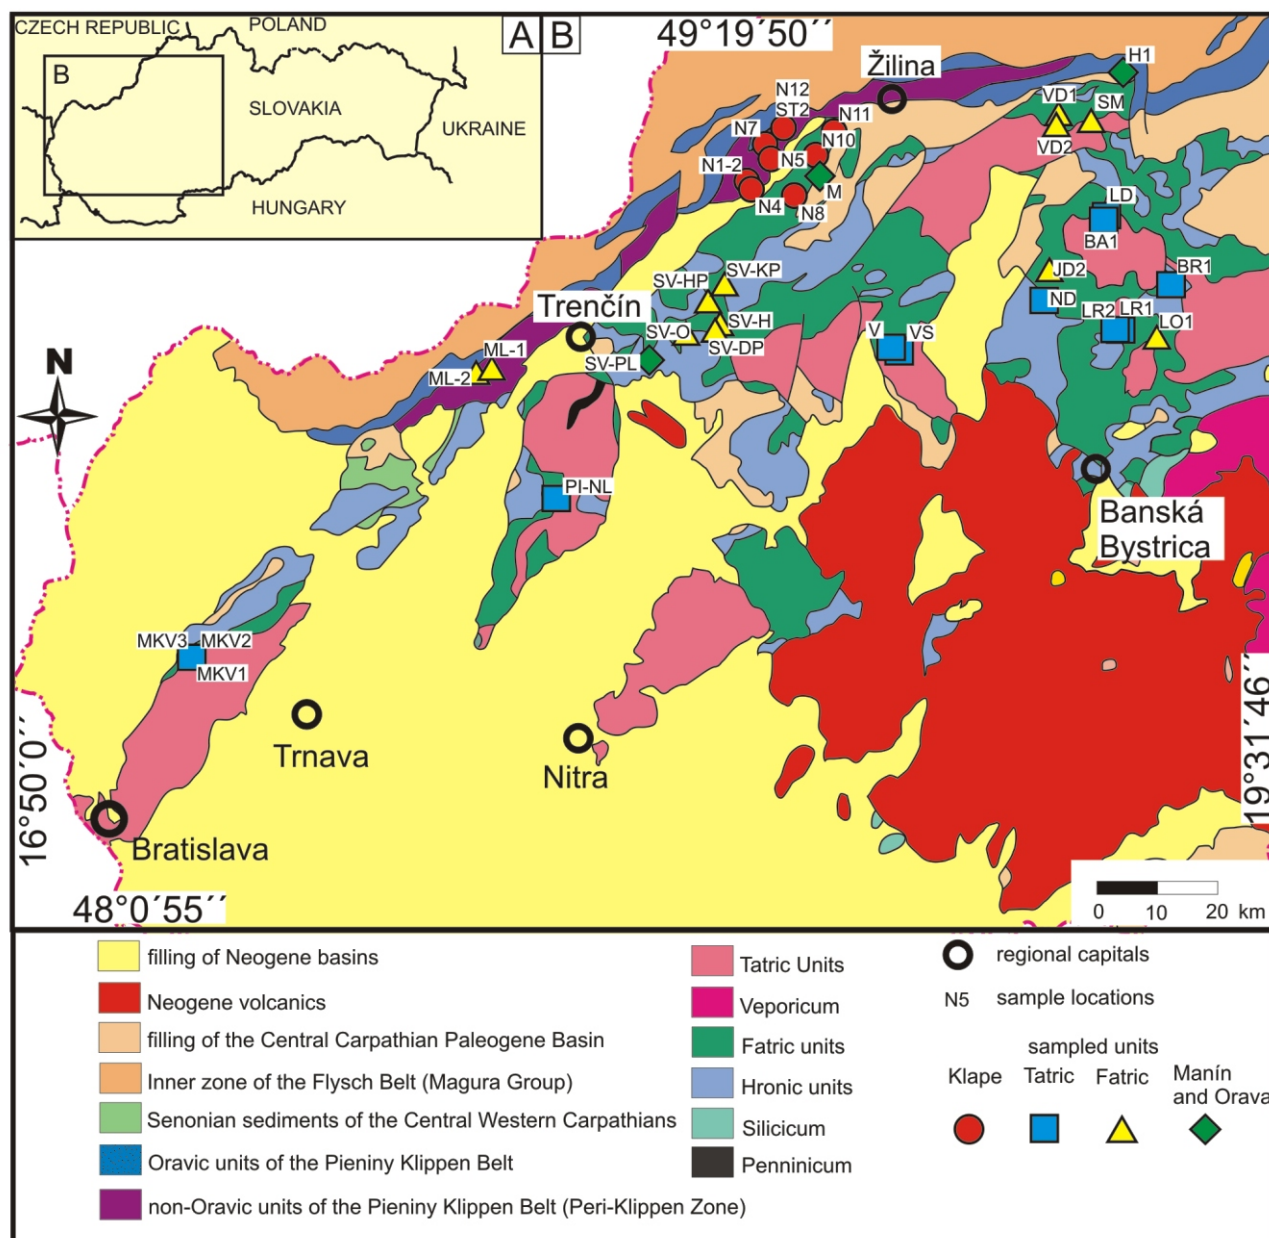 CZECH REPUBLIC
POLAND
A
B
B
SLOVAKIA
UKRAINE
HUNGARY
49°19´50´´
Žilina
H1
N12
ST2
N11
VD1
SM
N7
N10
VD2
N1-2
N5
M
N4
N8
LD
BA1
SV-KP
SV-HP
JD2
BR1
Trenčín
ND
SV-O
SV-H
V
VS
LR2
LR1
LO1
N
ML-1
SV-PL
SV-DP
ML-2
PI-NL
Banská
Bystrica
MKV3
MKV2
MKV1
16°50´0´´
19°31´46´´
Trnava
Nitra
Bratislava
48°0´55´´
0 10 20 km
filling of Neogene basins
Neogene volcanics
filling of the Central Carpathian Paleogene Basin
Inner zone of the Flysch Belt (Magura Group)
Senonian sediments of the Central Western Carpathians
Oravic units of the Pieniny Klippen Belt
non-Oravic units of the Pieniny Klippen Belt (Peri-Klippen Zone)
Tatric Units
Veporicum
Fatric units
Hronic units
Silicicum
Penninicum
regional capitals
N5 sample locations
sampled units
Klape Tatric Fatric Manín
and Orava